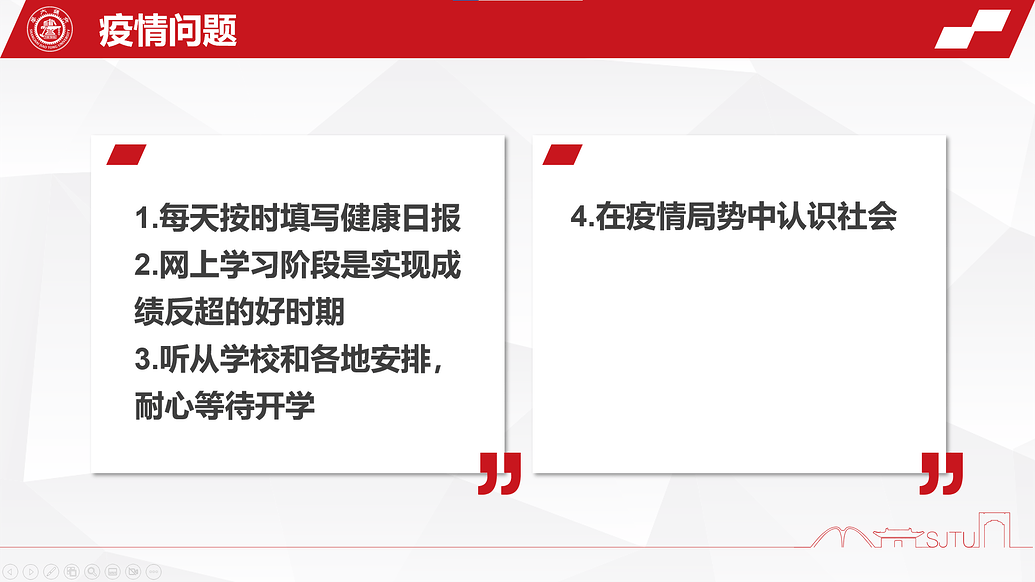 疫情问题
1.每天按时填写健康日报
2.网上学习阶段是实现成
绩反超的好时期
3.听从学校和各地安排，
耐心等待开学
4.在疫情局势中认识社会
SJTU